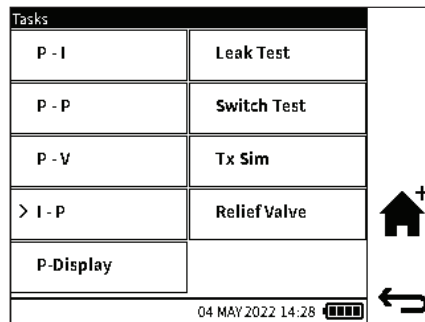 Tasks
P - I
Leak Test
P - P
Switch Test
P - V
Tx Sim
> I - P
Relief Valve
P-Display
04 MAY 2022 14:28